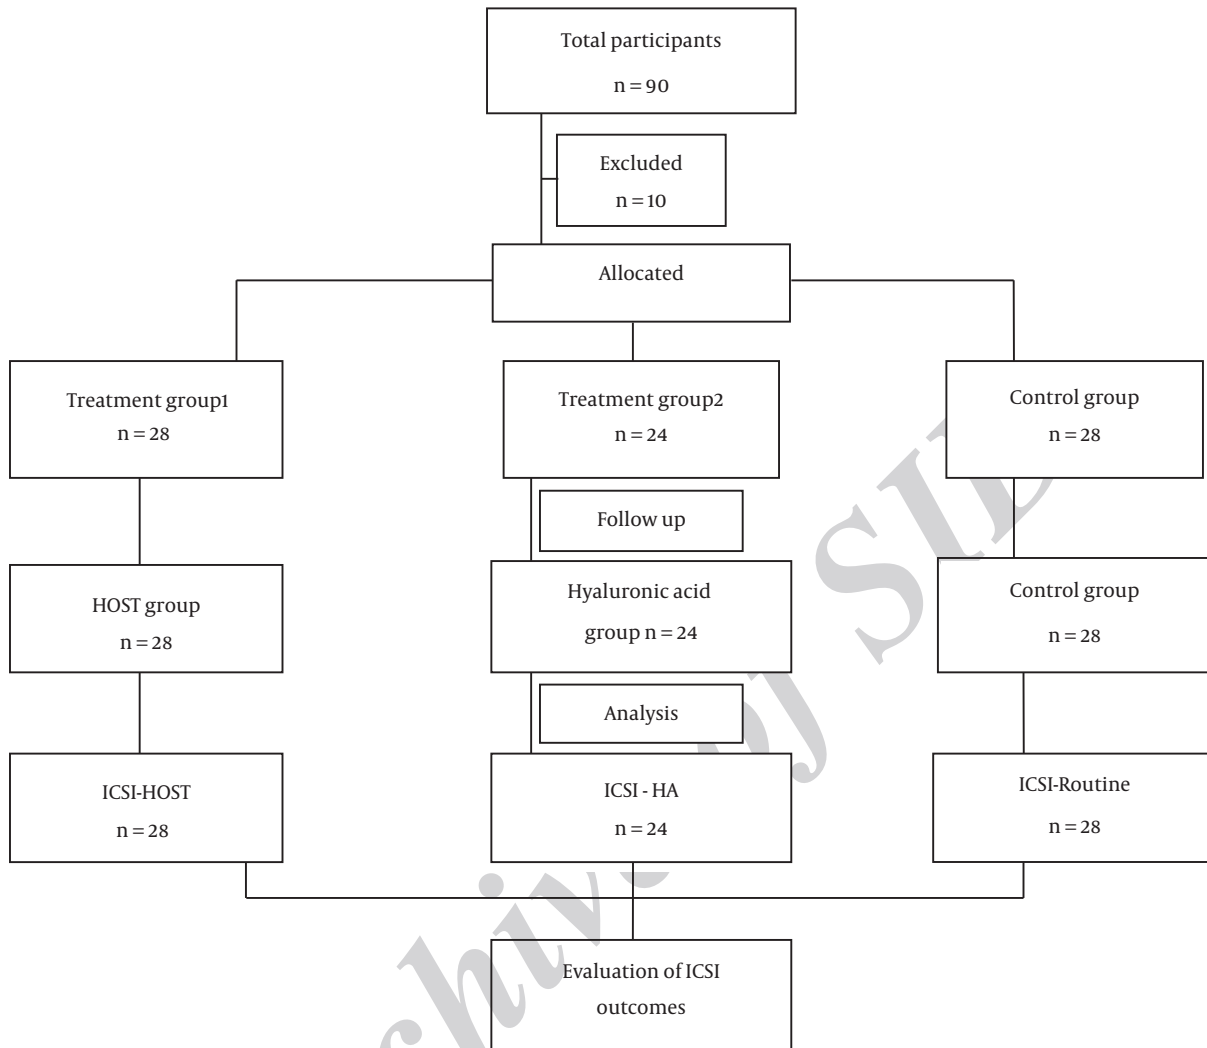 Total participants
n = 90
Excluded
n = 10
Allocated
Treatment group1
n = 28
Treatment group2
n = 24
Control group
n = 28
Follow up
HOST group
n = 28
Hyaluronic acid
group n = 24
Control group
n = 28
Analysis
ICSI-HOST
n = 28
ICSI - HA
n = 24
ICSI-Routine
n = 28
Evaluation of ICSI
outcomes